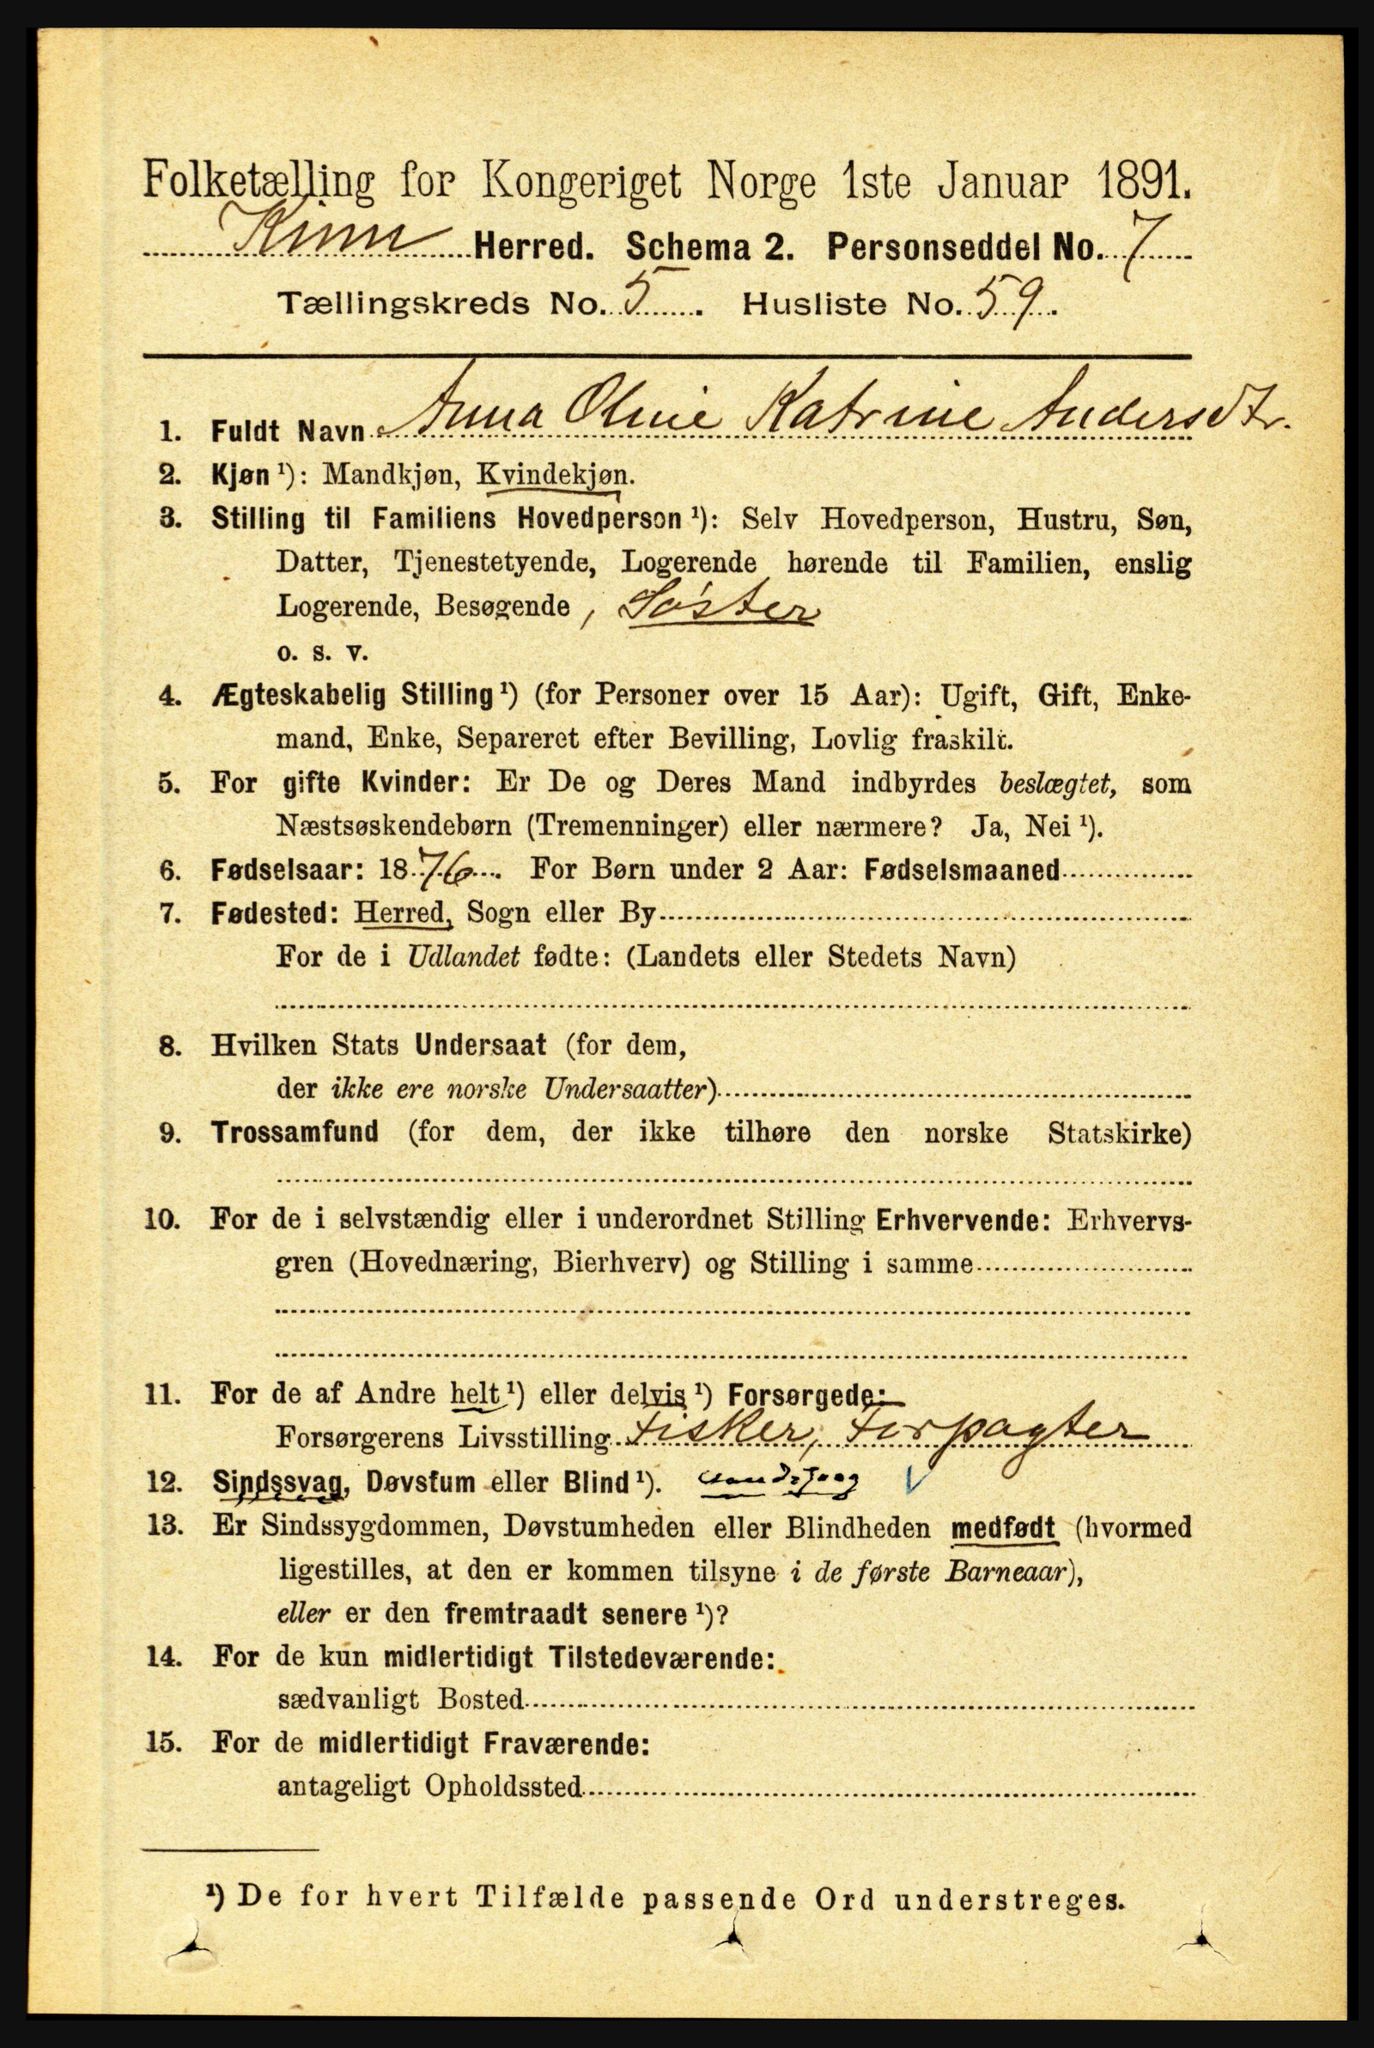 Folketælling for Kongeriget Norge 1ste Januar 1891.
Kinn Herred. Schema 2. Personseddel No. 7
Tællingskreds No. 5. Husliste No. 59.
1. Fuldt Navn Anna Oline Katrine Andersdtr.
2. Kjøn ¹): Mandkjøn, Kvindekjøn.
3. Stilling til Familiens Hovedperson ¹): Selv Hovedperson, Hustru, Søn,
Datter, Tjenestetyende, Logerende hørende til Familien, enslig
Logerende, Besøgende, Søster
o. s. v.
4. Ægteskabelig Stilling ¹) (for Personer over 15 Aar): Ugift, Gift, Enke-
mand, Enke, Separeret efter Bevilling, Lovlig fraskilt.
5. For gifte Kvinder: Er De og Deres Mand indbyrdes beslægtet, som
Næstsøskendebørn (Tremenninger) eller nærmere? Ja, Nei ¹).
6. Fødselsaar: 1876. For Børn under 2 Aar: Fødselsmaaned
7. Fødested: Herred, Sogn eller By
For de i Udlandet fødte: (Landets eller Stedets Navn)
8. Hvilken Stats Undersaat (for dem,
der ikke ere norske Undersaatter)
9. Trossamfund (for dem, der ikke tilhøre den norske Statskirke)
10. For de i selvstændig eller i underordnet Stilling Erhvervende: Erhvervs-
gren (Hovednæring, Bierhverv) og Stilling i samme
11. For de af Andre helt ¹) eller delvis ¹) Forsørgede:
Forsørgerens Livsstilling Fisker, Forpagter
12. Sindssvag, Døvstum eller Blind ¹). aandssvag
13. Er Sindssygdommen, Døvstumheden eller Blindheden medfødt (hvormed
ligestilles, at den er kommen tilsyne i de første Barneaar),
eller er den fremtraadt senere ¹)?
14. For de kun midlertidigt Tilstedeværende:
sædvanligt Bosted
15. For de midlertidigt Fraværende:
antageligt Opholdssted
¹) De for hvert Tilfælde passende Ord understreges.